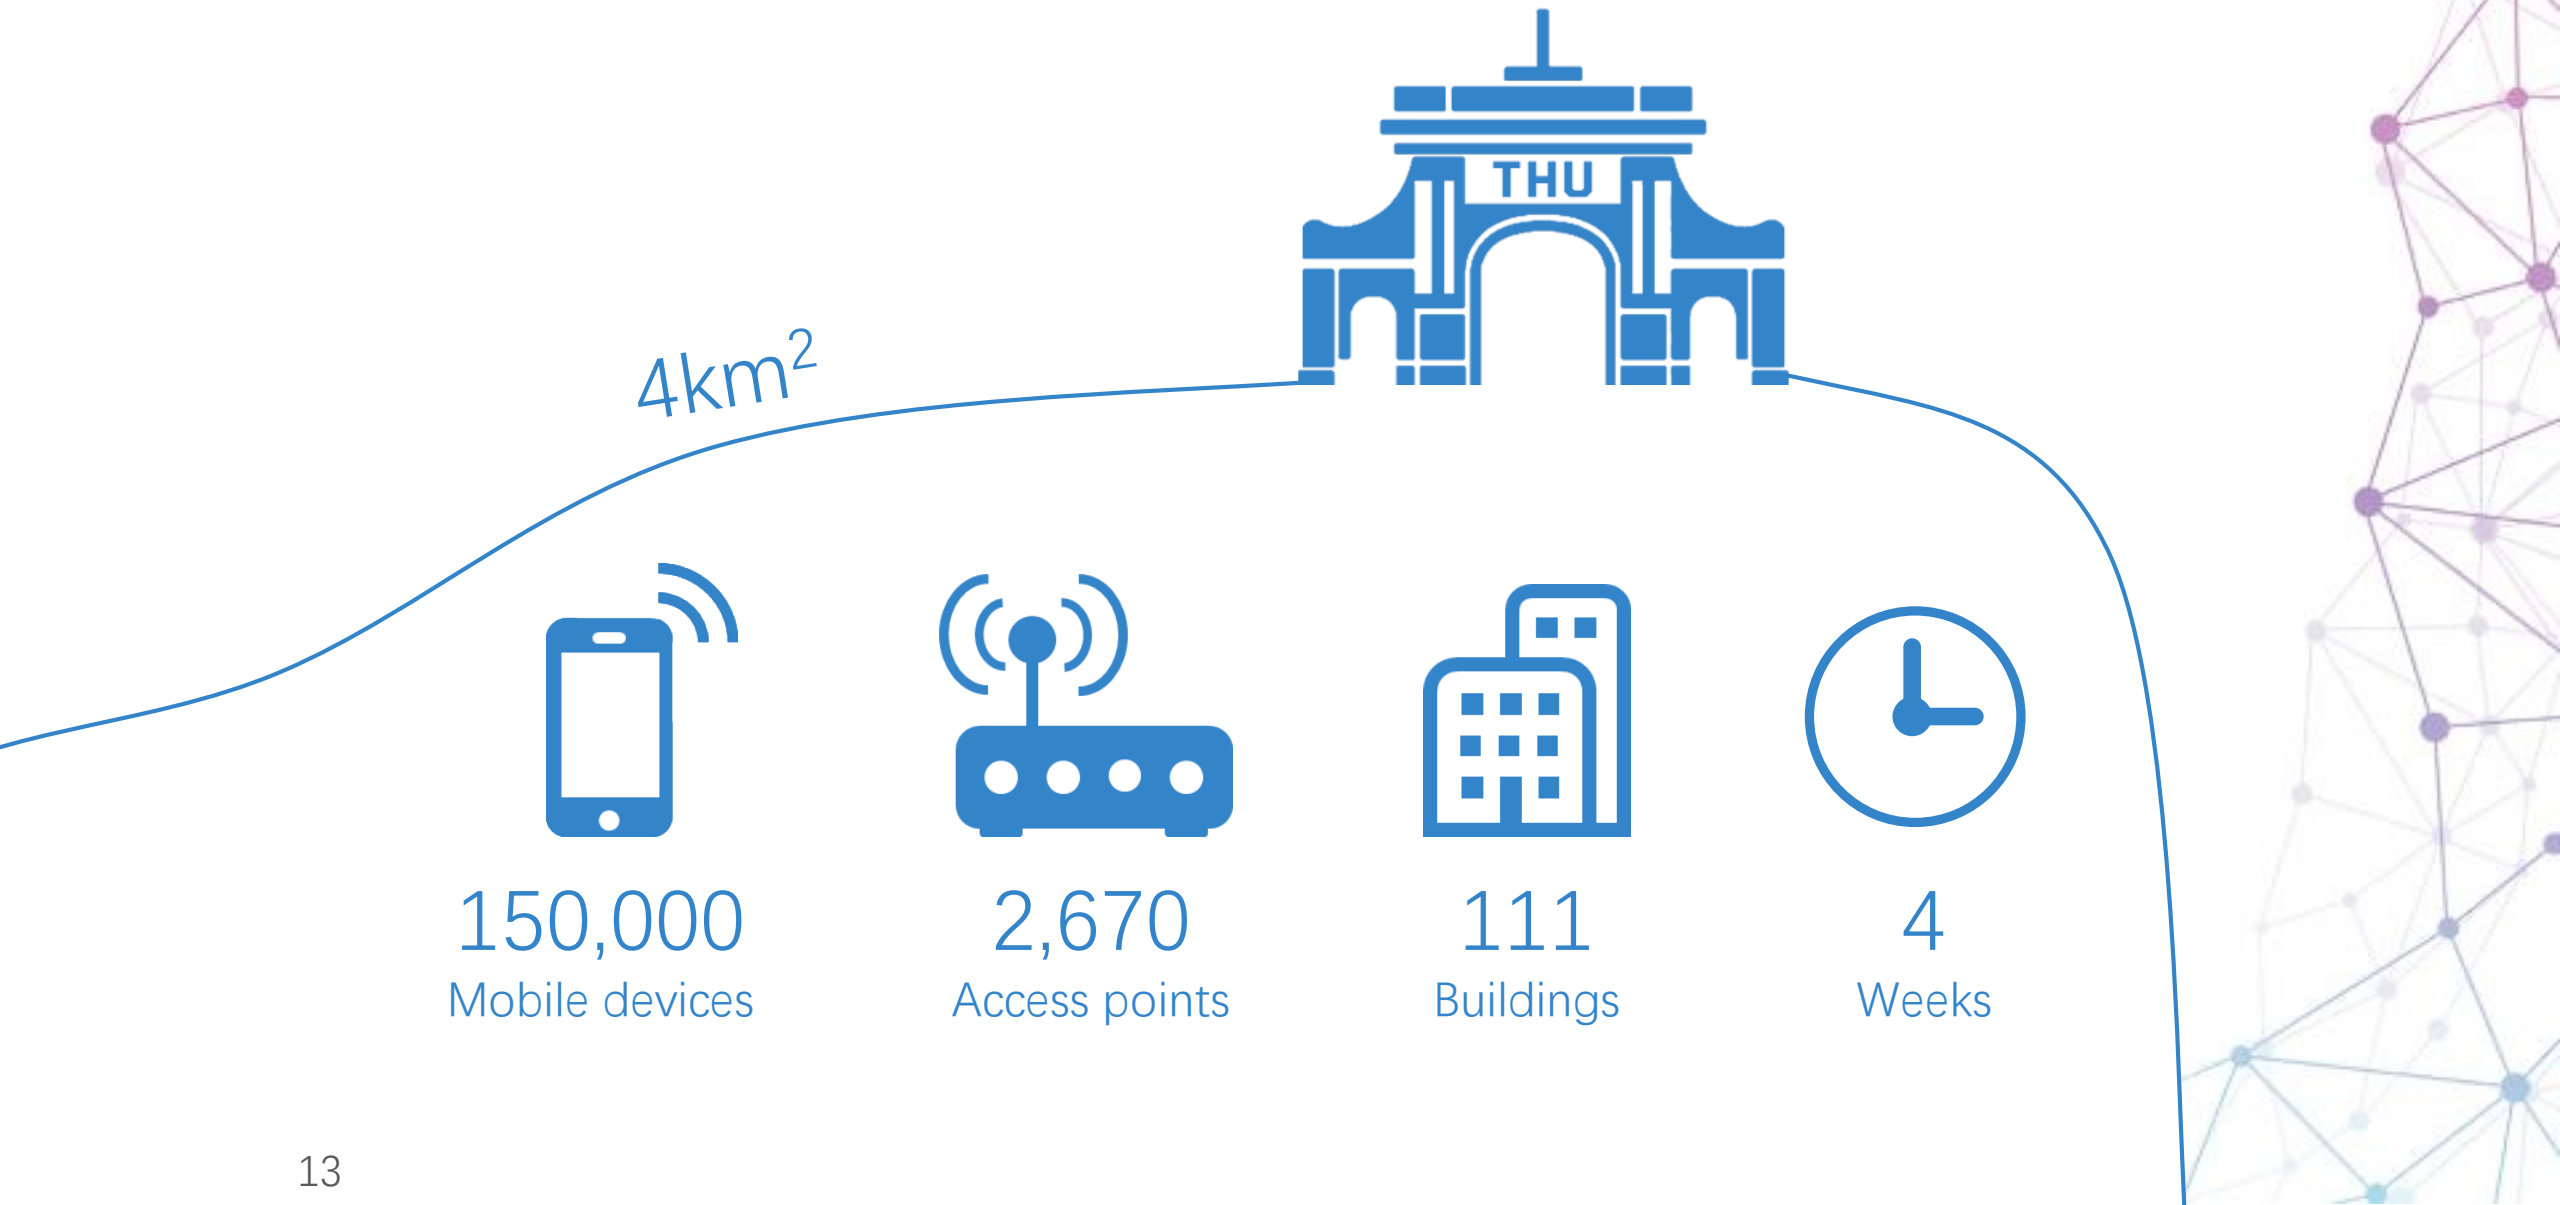 THU
4km²
150,000
Mobile devices
2,670
Access points
111
Buildings
4
Weeks
13